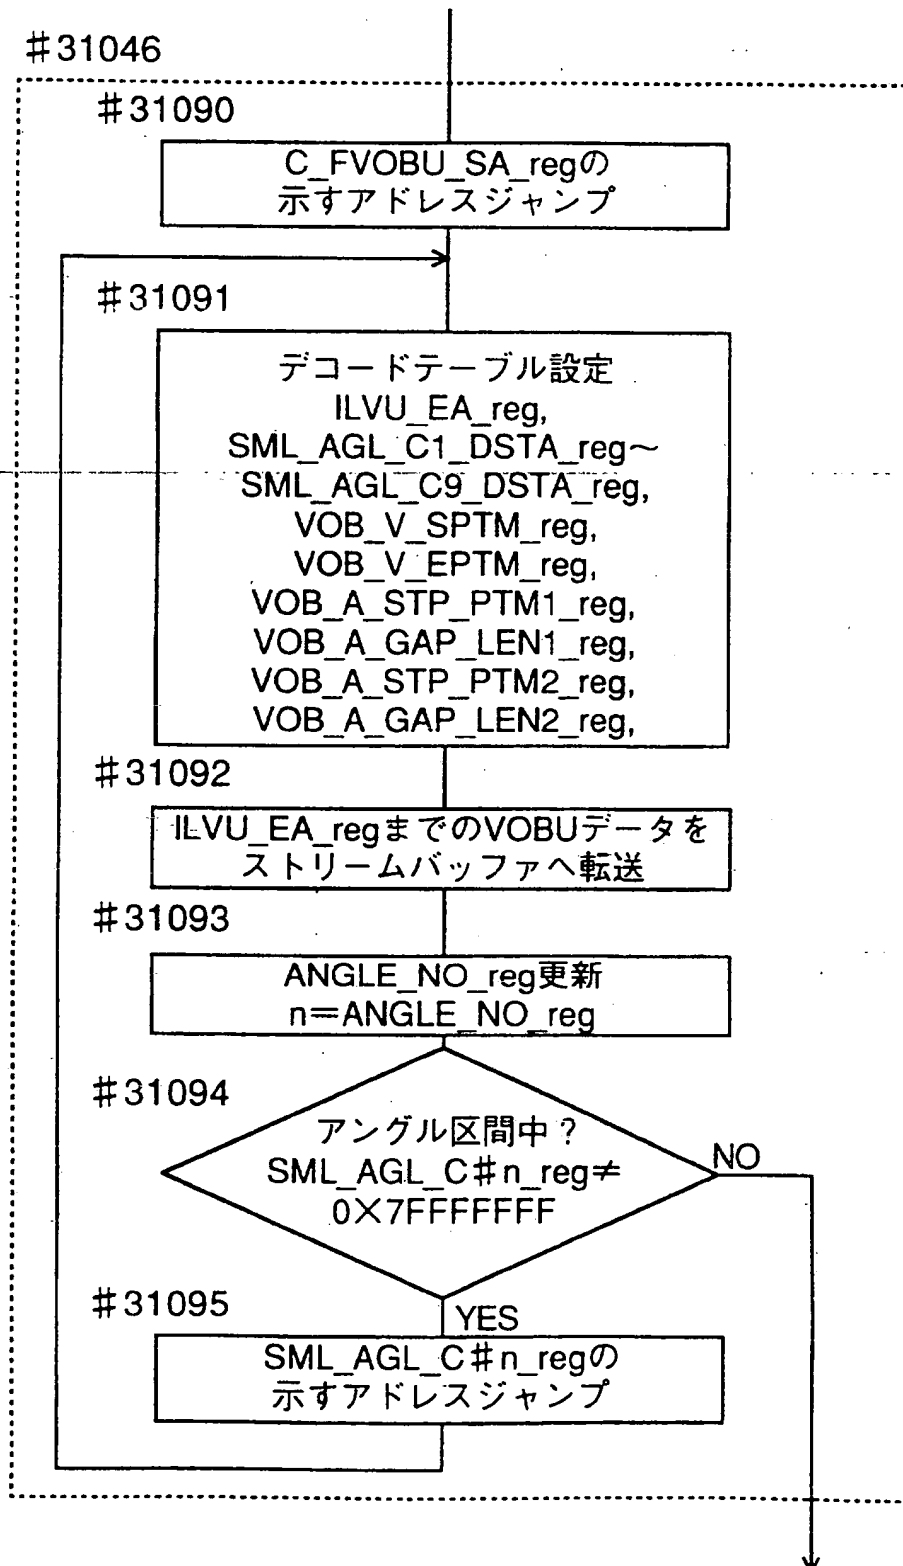 #31046
#31090
C_FVOBU_SA_regの
示すアドレスジャンプ
#31091
デコードテーブル設定
ILVU_EA_reg,
SML_AGL_C1_DSTA_reg〜
SML_AGL_C9_DSTA_reg,
VOB_V_SPTM_reg,
VOB_V_EPTM_reg,
VOB_A_STP_PTM1_reg,
VOB_A_GAP_LEN1_reg,
VOB_A_STP_PTM2_reg,
VOB_A_GAP_LEN2_reg,
#31092
ILVU_EA_regまでのVOBUデータを
ストリームバッファへ転送
#31093
ANGLE_NO_reg更新
n=ANGLE_NO_reg
#31094
アングル区間中?
SML_AGL_C#n_reg≠
0×7FFFFFFF
NO
#31095
YES
SML_AGL_C#n_regの
示すアドレスジャンプ